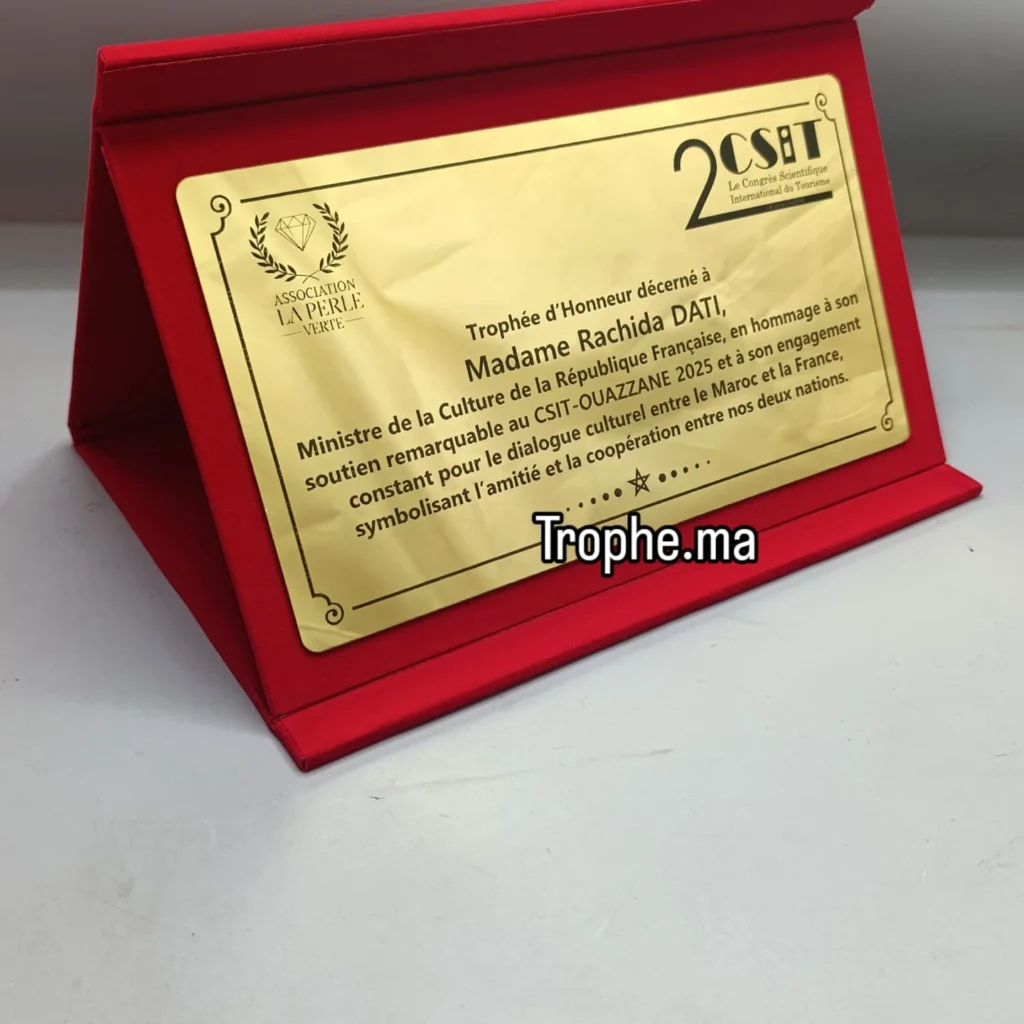 2CSiT
Le Congrès Scientifique
International du Tourisme
ASSOCIATION
LA PERLE
VERTE
Trophée d'Honneur décerné à
Madame Rachida DATI,
Ministre de la Culture de la République Française, en hommage à son
soutien remarquable au CSIT-OUAZZANE 2025 et à son engagement
constant pour le dialogue culturel entre le Maroc et la France,
symbolisant l'amitié et la coopération entre nos deux nations.
Trophe.ma